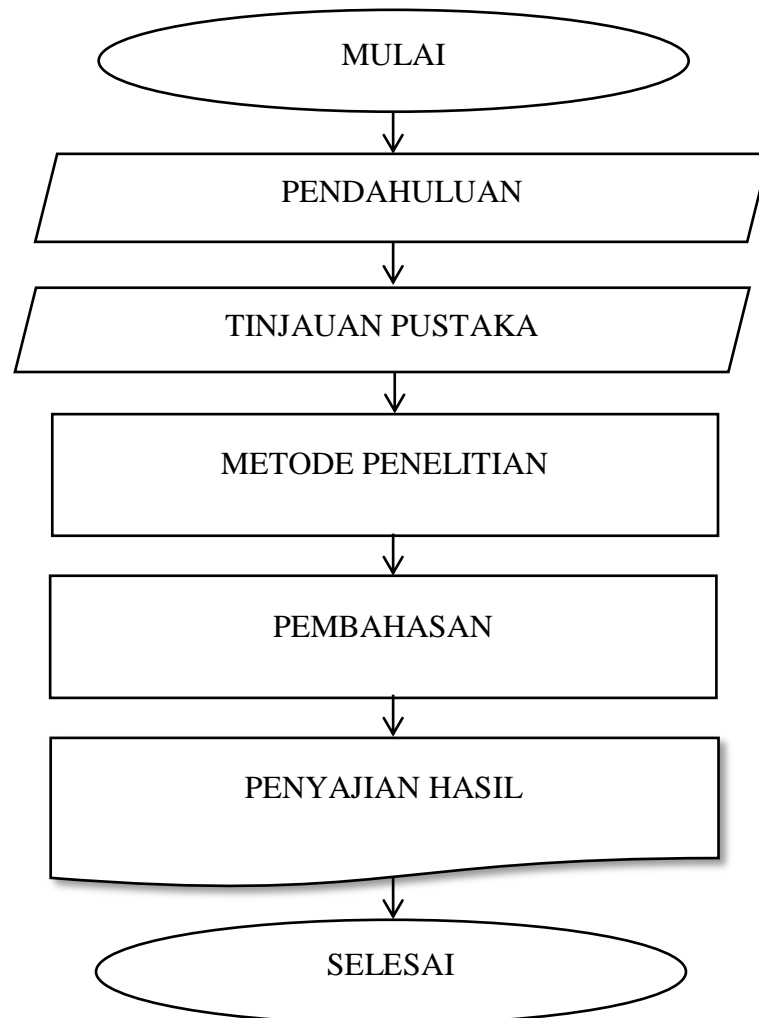 MULAI
PENDAHULUAN
TINJAUAN PUSTAKA
METODE PENELITIAN
PEMBAHASAN
PENYAJIAN HASIL
SELESAI